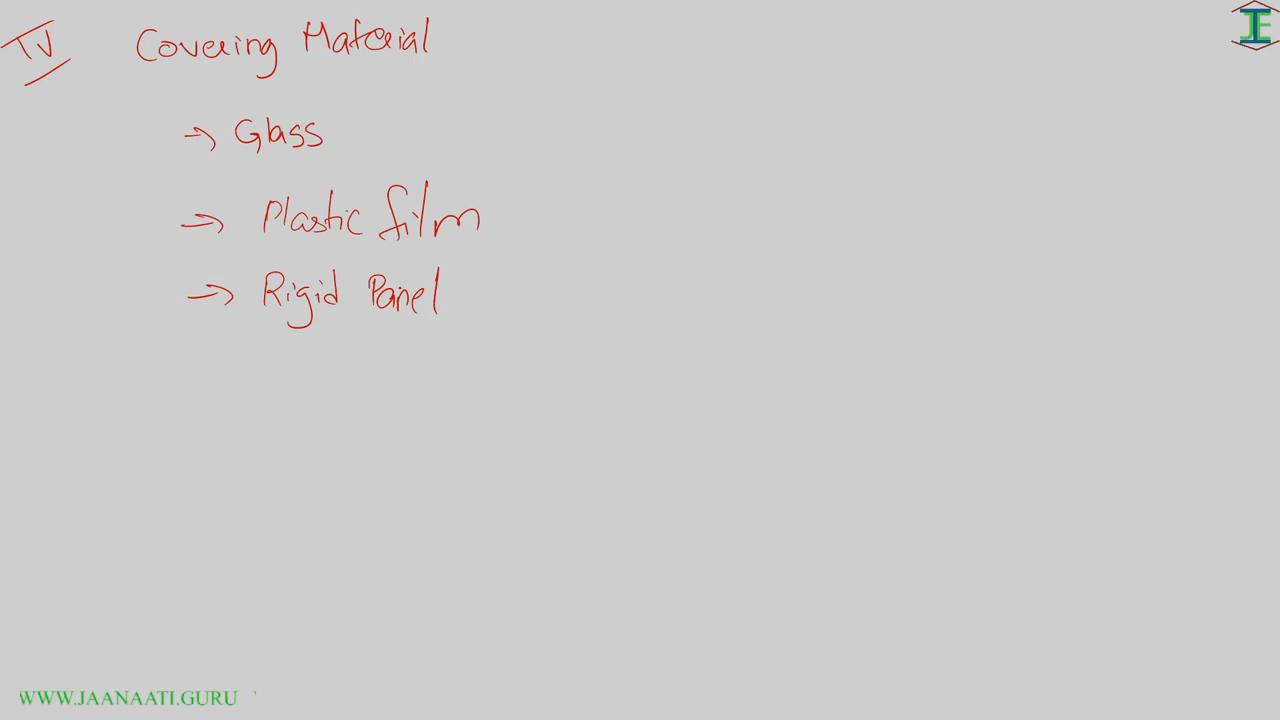 IV Covering Material
→ Glass
→ Plastic film
→ Rigid Panel
WWW.JAANAATI.GURU